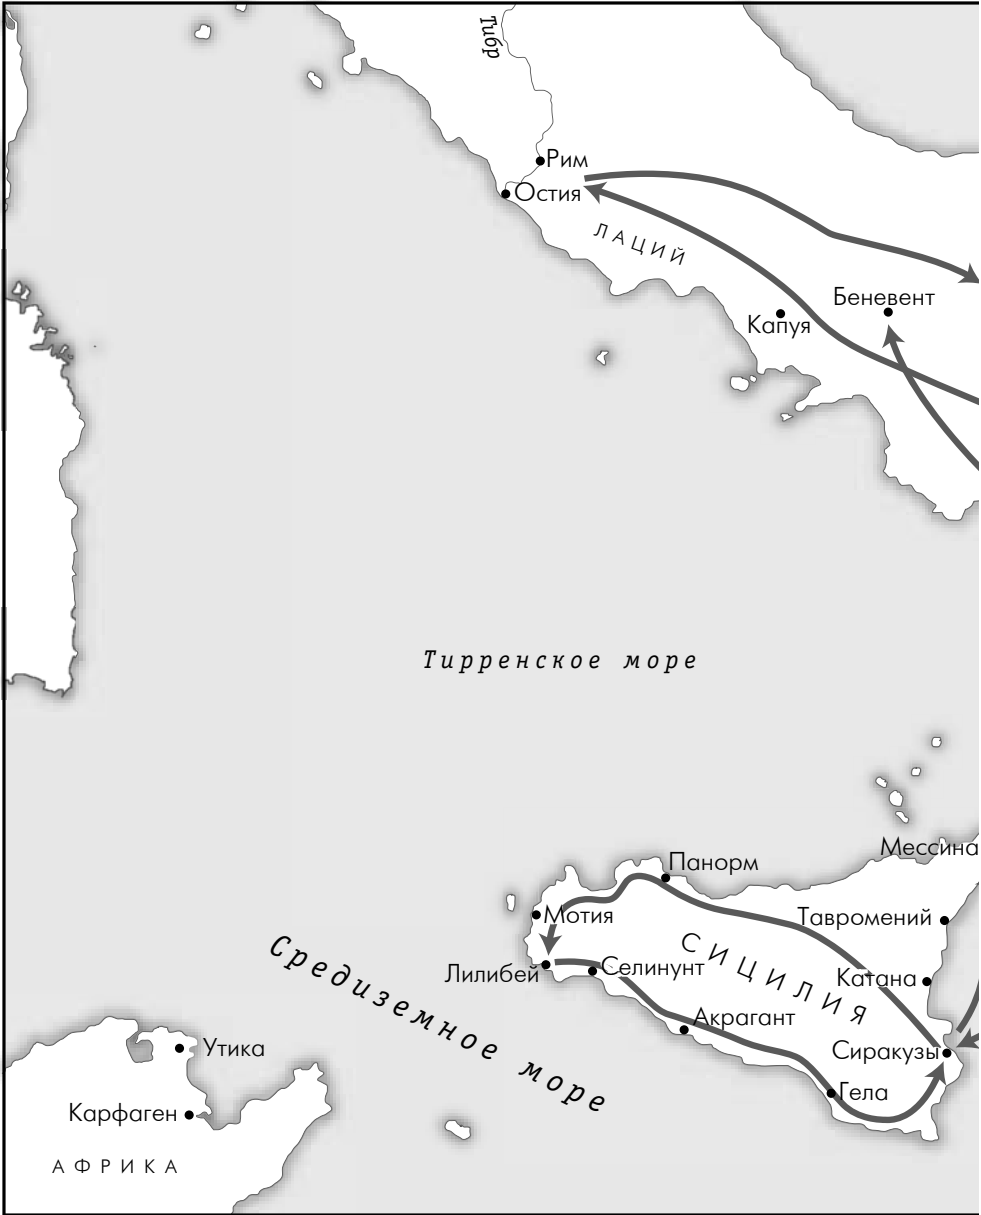 Тибр
Рим
Остия
ЛАЦИЙ
Беневент
Капуя
Тирренское море
Мессина
Панорм
Мотия
Тавромений
СИЦИЛИЯ
Средиземное море
Лилибей
Селинунт
Катана
Акрагант
Утика
Сиракузы
Гела
Карфаген
АФРИКА